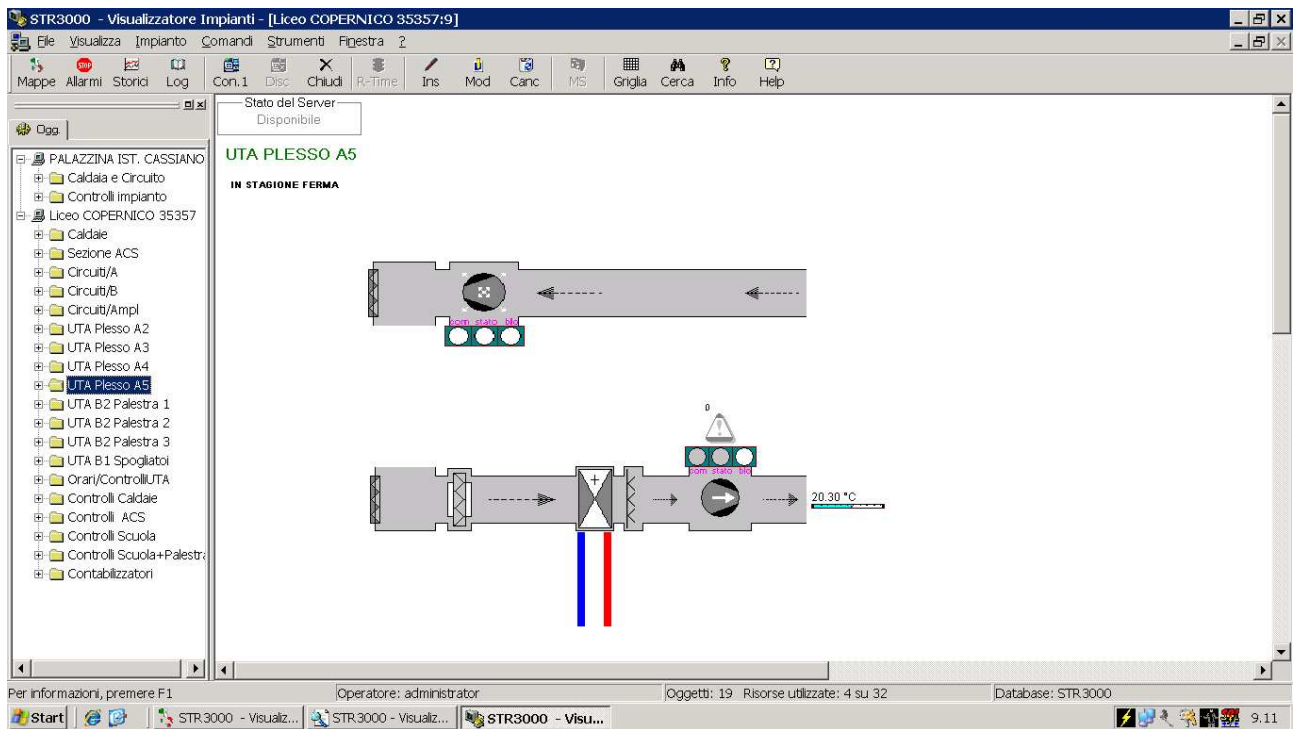 STR3000 - Visualizzatore Impianti - [Liceo COPERNICO 35357:9]
File Visualizza Impianto Comandi Strumenti Finestra ?
Mappe Allarmi Storici Log Con.1 Disc Chiudi R-Time Ins Mod Canc MS Griglia Cerca Info Help
Ogg.
PALAZZINA IST. CASSIANO
Caldaia e Circuito
Controlli impianto
Liceo COPERNICO 35357
Caldaie
Sezione ACS
Circuiti/A
Circuiti/B
Circuiti/Ampl
UTA Plesso A2
UTA Plesso A3
UTA Plesso A4
UTA Plesso A5
UTA B2 Palestra 1
UTA B2 Palestra 2
UTA B2 Palestra 3
UTA B1 Spogliatoi
Orari/ControlliUTA
Controlli Caldaie
Controlli ACS
Controlli Scuola
Controlli Scuola+Palestra
Contabilizzatori
Stato del Server
Disponibile
UTA PLESSO A5
IN STAGIONE FERMA
com stato blo
0
com stato blo
20.30 °C
Per informazioni, premere F1 Operatore: administrator Oggetti: 19 Risorse utilizzate: 4 su 32 Database: STR3000
Start STR3000 - Visualiz... STR3000 - Visualiz... STR3000 - Visu... 9.11